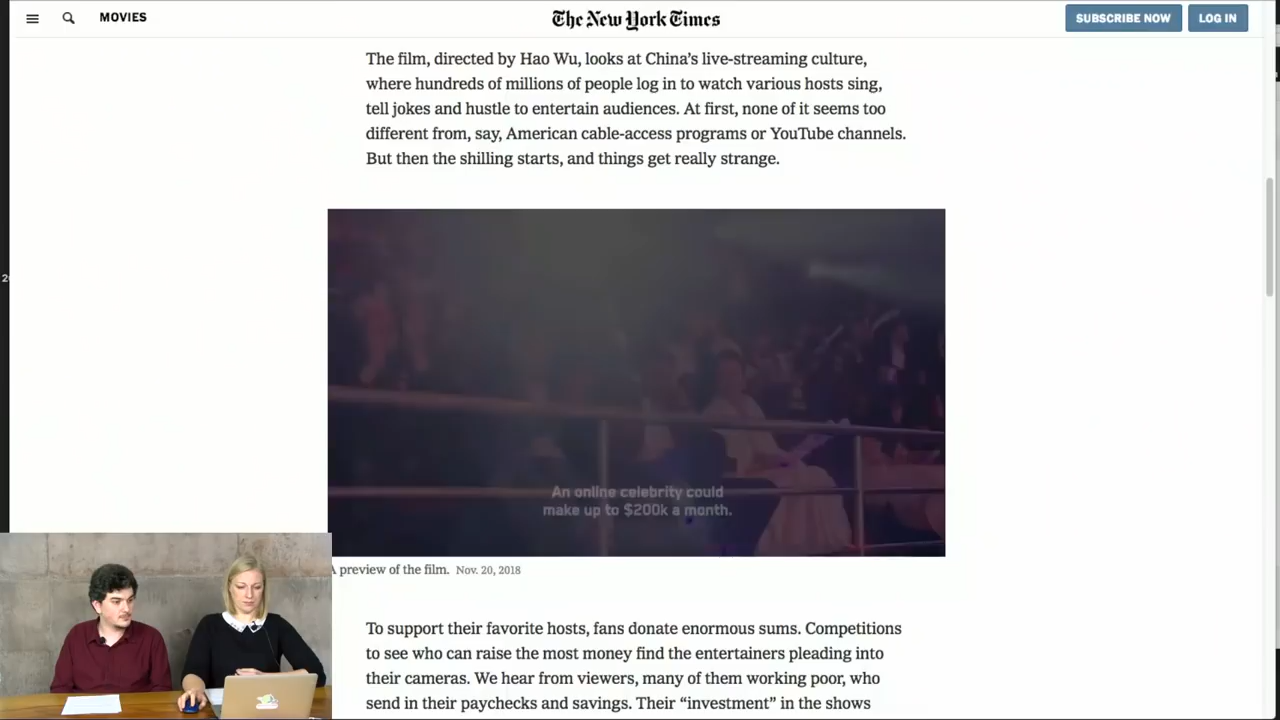 MOVIES
The New York Times
SUBSCRIBE NOW
LOG IN
The film, directed by Hao Wu, looks at China’s live-streaming culture,
where hundreds of millions of people log in to watch various hosts sing,
tell jokes and hustle to entertain audiences. At first, none of it seems too
different from, say, American cable-access programs or YouTube channels.
But then the shilling starts, and things get really strange.
An online celebrity could
make up to $200k a month.
A preview of the film. Nov. 20, 2018
To support their favorite hosts, fans donate enormous sums. Competitions
to see who can raise the most money find the entertainers pleading into
their cameras. We hear from viewers, many of them working poor, who
send in their paychecks and savings. Their “investment” in the shows